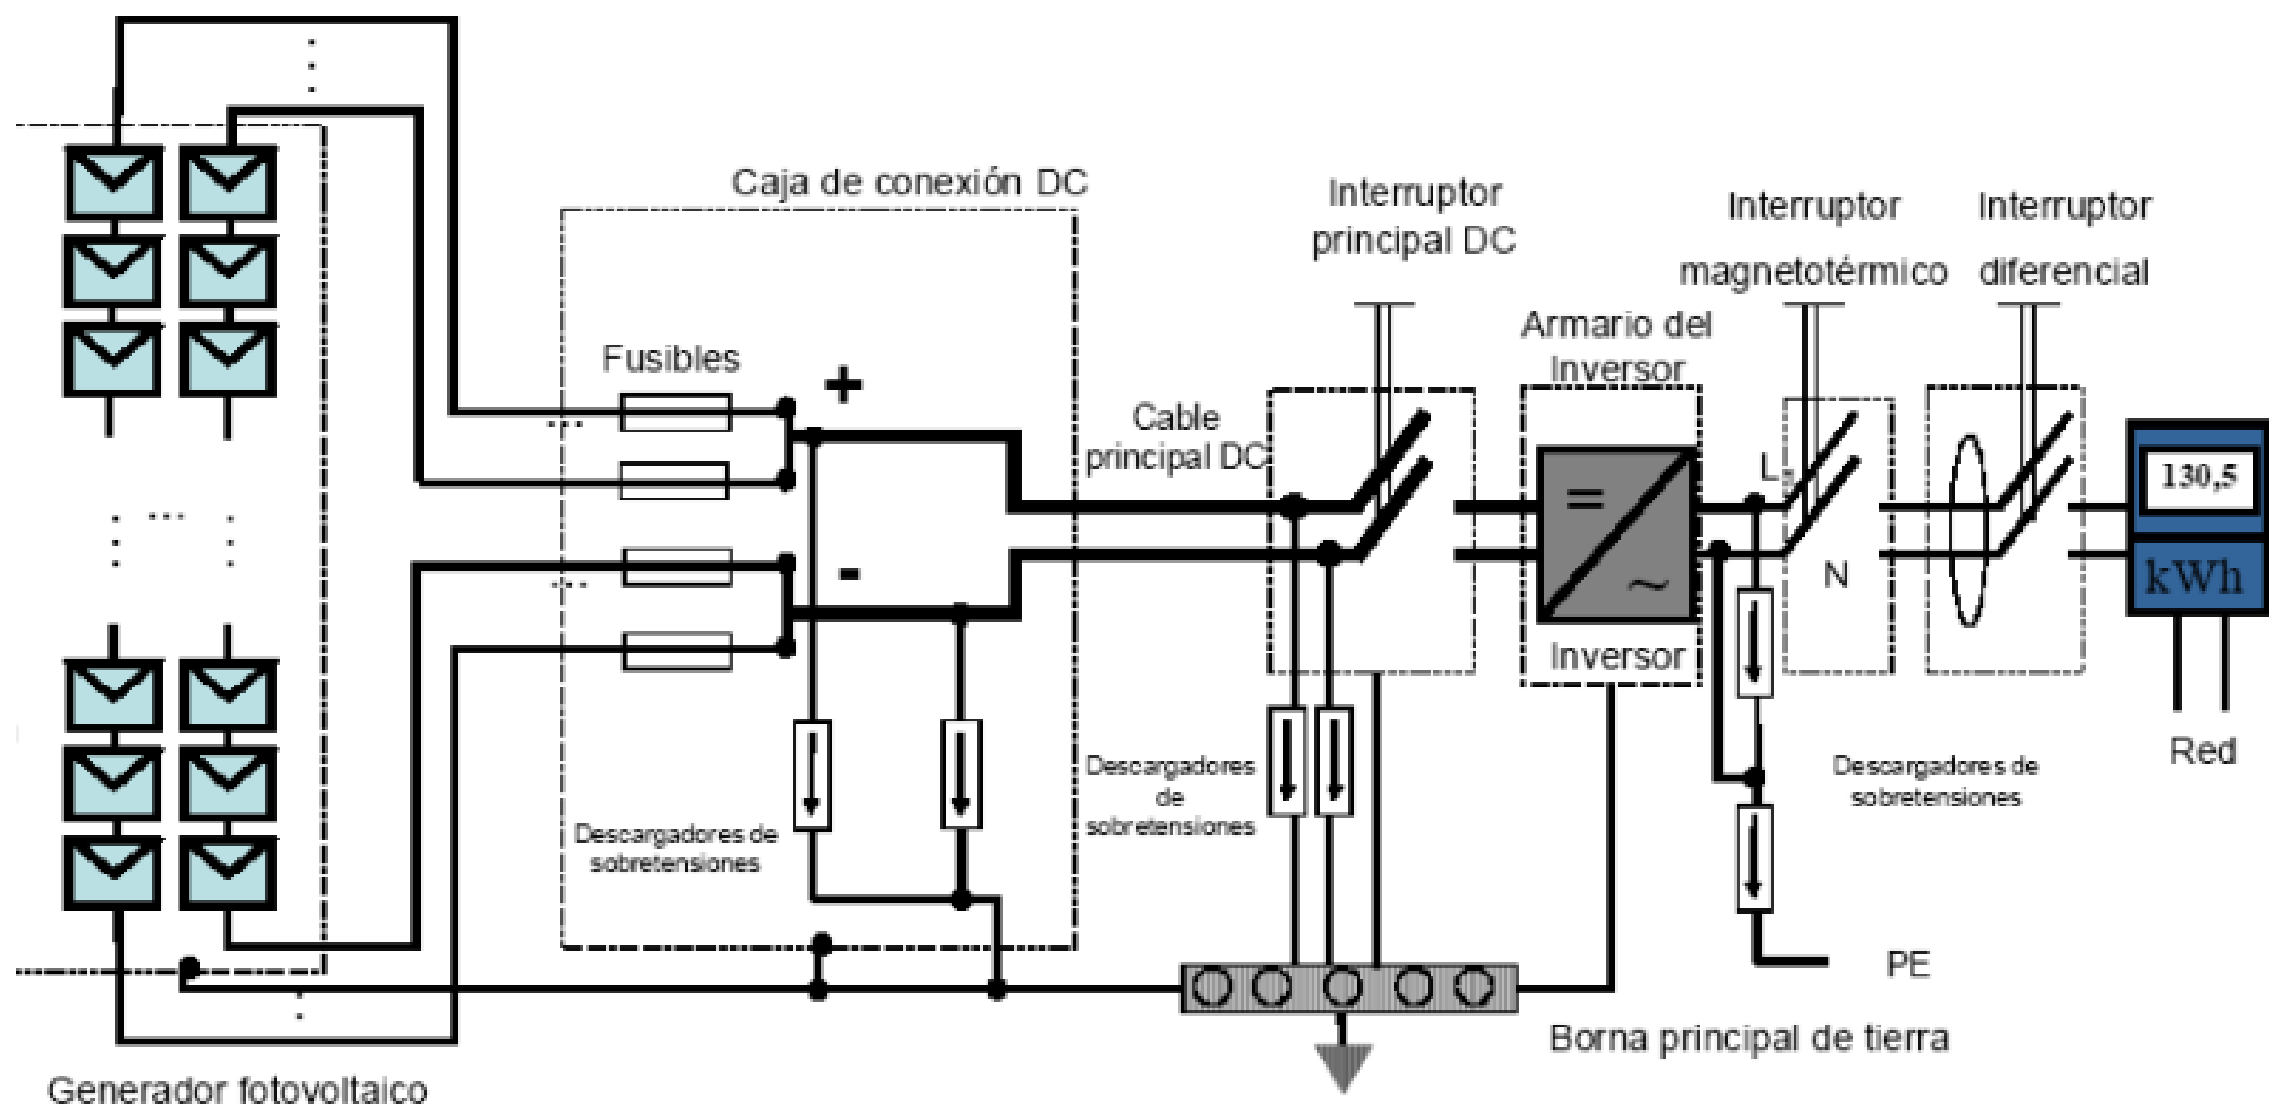 Caja de conexión DC
Interruptor
principal DC
Interruptor
magnetotérmico
Interruptor
diferencial
Armario del
Inversor
Fusibles
+
Cable
principal DC
L
130,5
=
-
N
kWh
~
Inversor
Red
Descargadores de
sobretensiones
Descargadores
de
sobretensiones
Descargadores de
sobretensiones
PE
Borna principal de tierra
Generador fotovoltaico